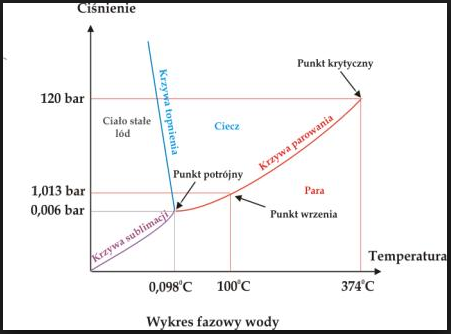 Ciśnienie
Punkt krytyczny
120 bar
Krzywa topnienia
Ciało stałe
lód
Ciecz
Krzywa parowania
Punkt potrójny
1,013 bar
Para
0,006 bar
Punkt wrzenia
Krzywa sublimacji
Temperatura
0,098°C
100°C
374°C
Wykres fazowy wody